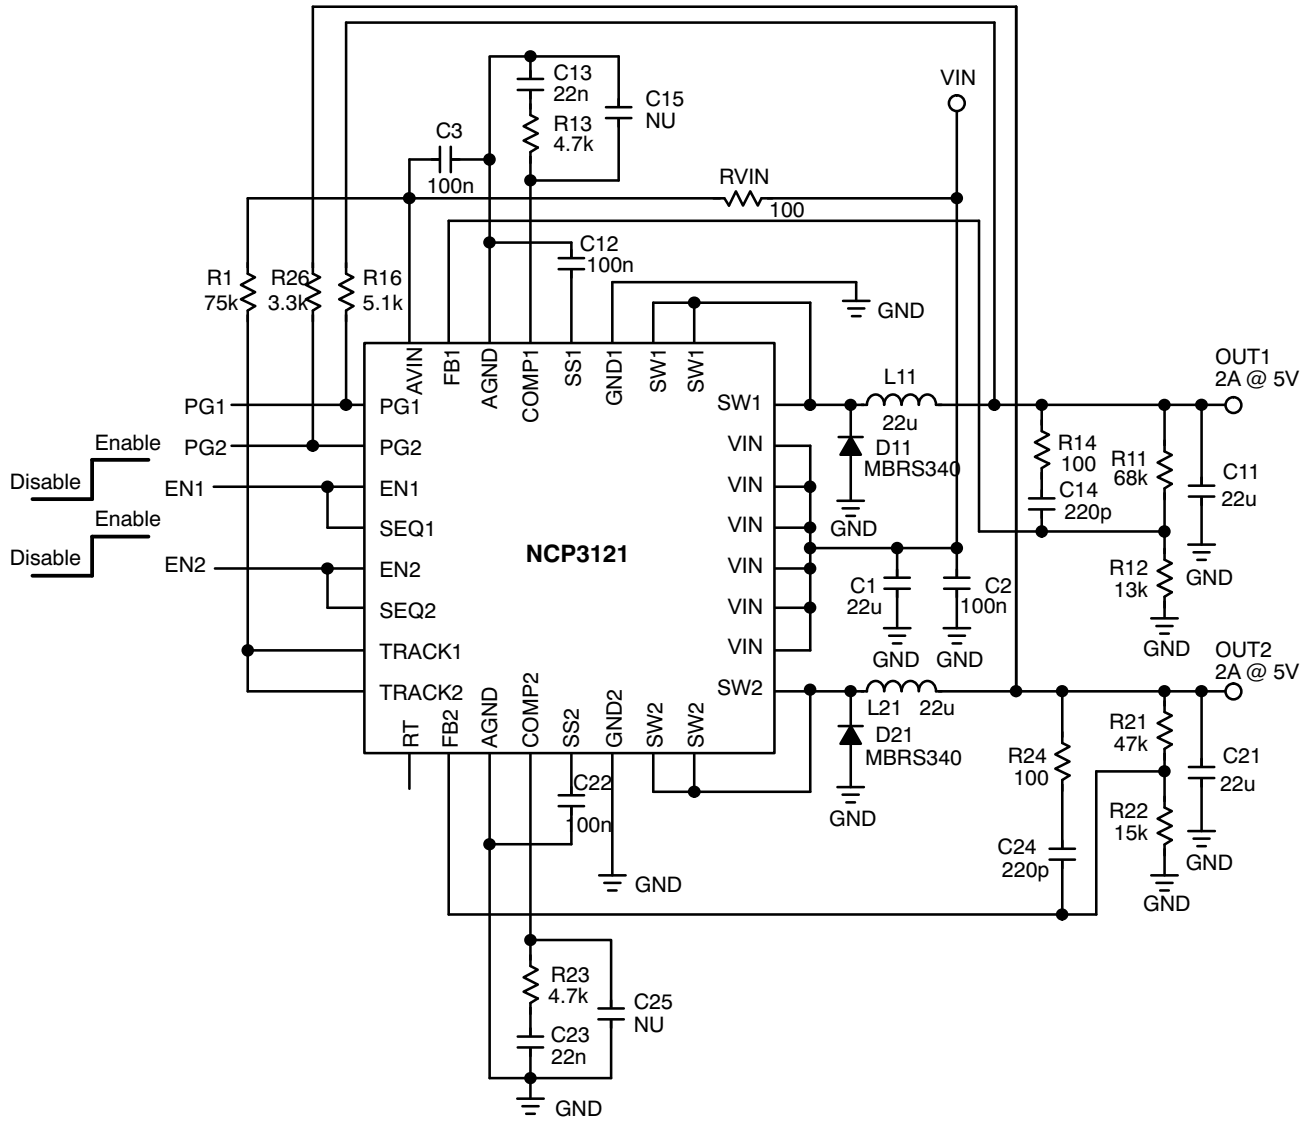 C13
22n
C15
NU
VIN
C3
R13
4.7k
100n
RVIN
100
C12
100n
R1
75k
R26
3.3k
R16
5.1k
GND
AVIN
FB1
AGND
COMP1
SS1
GND1
SW1
SW1
OUT1
2A @ 5V
L11
22u
PG1
PG1
SW1
PG2
PG2
VIN
D11
MBRS340
R14
100
R11
68k
C11
22u
Enable
Disable
EN1
EN1
VIN
C14
220p
GND
Enable
SEQ1
VIN
Disable
NCP3121
EN2
EN2
VIN
C1
22u
C2
100n
R12
13k
GND
SEQ2
VIN
GND
GND
GND
TRACK1
VIN
OUT2
2A @ 5V
TRACK2
SW2
L21
22u
RT
FB2
AGND
COMP2
SS2
GND2
SW2
SW2
D21
MBRS340
R24
100
R21
47k
C21
22u
C22
100n
GND
R22
15k
C24
220p
GND
GND
GND
R23
4.7k
C25
NU
C23
22n
GND